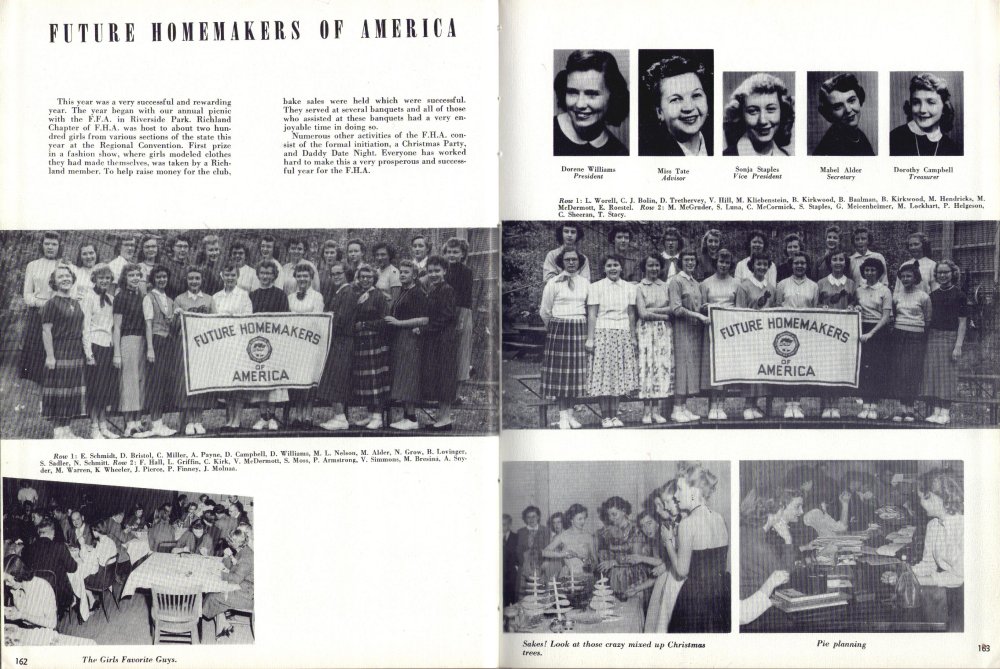 FUTURE HOMEMAKERS OF AMERICA
This year was a very successful and rewarding
year. The year began with our annual picnic
with the F.F.A. in Riverside Park. Richland
Chapter of F.H.A. was host to about two hun-
dred girls from various sections of the state this
year at the Regional Convention. First prize
in a fashion show, where girls modeled clothes
they had made themselves, was taken by a Rich-
land member. To help raise money for the club,
bake sales were held which were successful.
They served at several banquets and all of those
who assisted at these banquets had a very en-
joyable time in doing so.
Numerous other activities of the F.H.A. con-
sist of the formal initiation, a Christmas Party,
and Daddy Date Night. Everyone has worked
hard to make this a very prosperous and success-
ful year for the F.H.A.
FUTURE HOMEMAKERS
OF
AMERICA
Row 1: E. Schmidt, D. Bristol, C. Miller, A. Payne, D. Campbell, D. Williams, M. L. Nelson, M. Alder, N. Grow, B. Lovinger,
S. Sadler, N. Schmitt. Row 2: F. Hall, L. Griffin, C. Kirk, V. McDermott, S. Moss, P. Armstrong, V. Simmons, M. Bresina, A. Sny-
der, M. Warren, K Wheeler, J. Pierce, P. Finney, J. Molnaa.
162
The Girls Favorite Guys.
Dorene Williams
President
Miss Tate
Advisor
Sonja Staples
Vice President
Mabel Alder
Secretary
Dorothy Campbell
Treasurer
Row 1: L. Worell, C. J. Bolin, D. Trethervey, V. Hill, M. Kliebenstein, B. Kirkwood, B. Baalman, B. Kirkwood, M. Hendricks, M.
McDermott, E. Roestel. Row 2: M. McGruder, S. Luna, C. McCormick, S. Staples, G. Meicenheimer, M. Lockhart, P. Helgeson,
C. Sheeran, T. Stacy.
FUTURE HOMEMAKERS
OF
AMERICA
Sakes! Look at those crazy mixed up Christmas
trees.
Pie planning
163